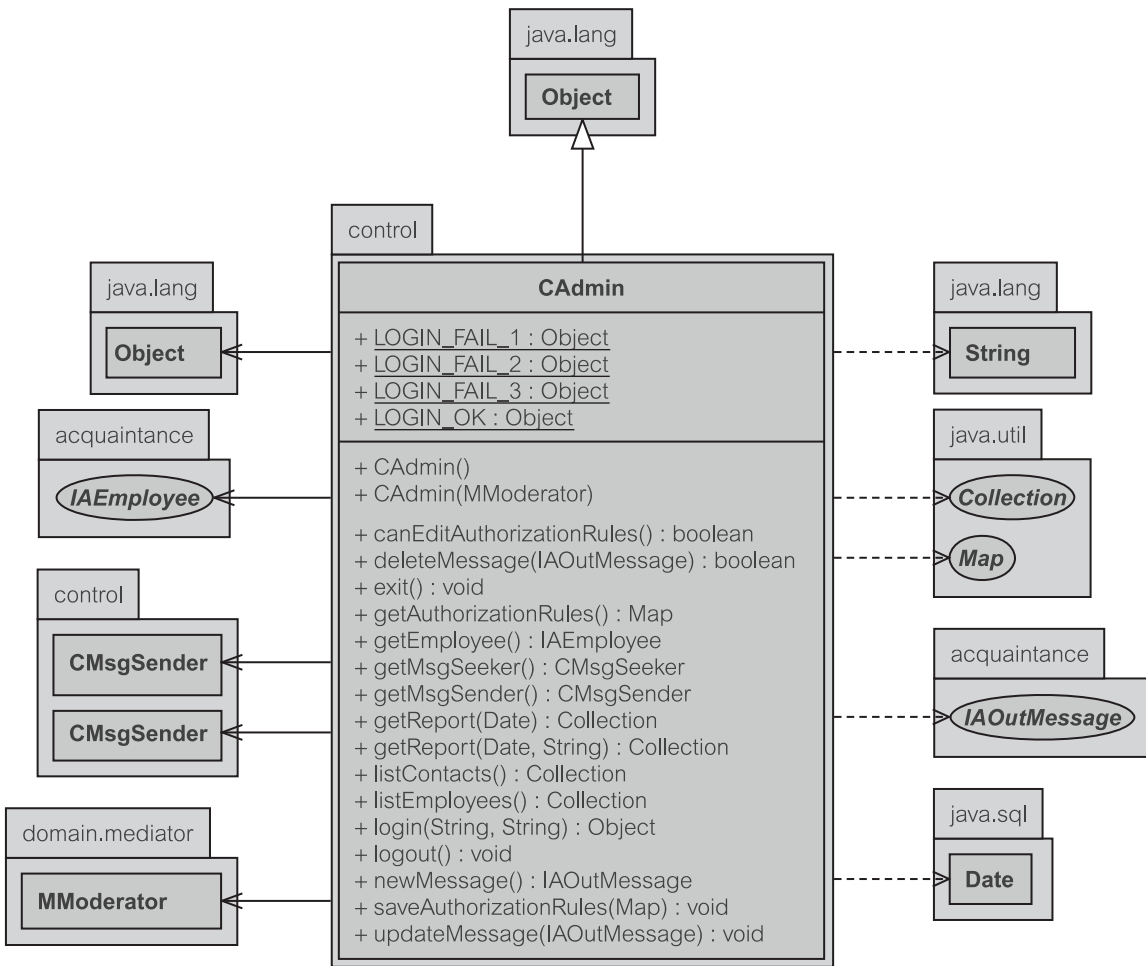 java.lang
Object
control
CAdmin
+ LOGIN_FAIL_1 : Object
+ LOGIN_FAIL_2 : Object
+ LOGIN_FAIL_3 : Object
+ LOGIN_OK : Object
+ CAdmin()
+ CAdmin(MModerator)
+ canEditAuthorizationRules() : boolean
+ deleteMessage(IAOutMessage) : boolean
+ exit() : void
+ getAuthorizationRules() : Map
+ getEmployee() : IAEmployee
+ getMsgSeeker() : CMsgSeeker
+ getMsgSender() : CMsgSender
+ getReport(Date) : Collection
+ getReport(Date, String) : Collection
+ listContacts() : Collection
+ listEmployees() : Collection
+ login(String, String) : Object
+ logout() : void
+ newMessage() : IAOutMessage
+ saveAuthorizationRules(Map) : void
+ updateMessage(IAOutMessage) : void
java.lang
Object
acquaintance
IAEmployee
control
CMsgSender
CMsgSender
domain.mediator
MModerator
java.lang
String
java.util
Collection
Map
acquaintance
IAOutMessage
java.sql
Date